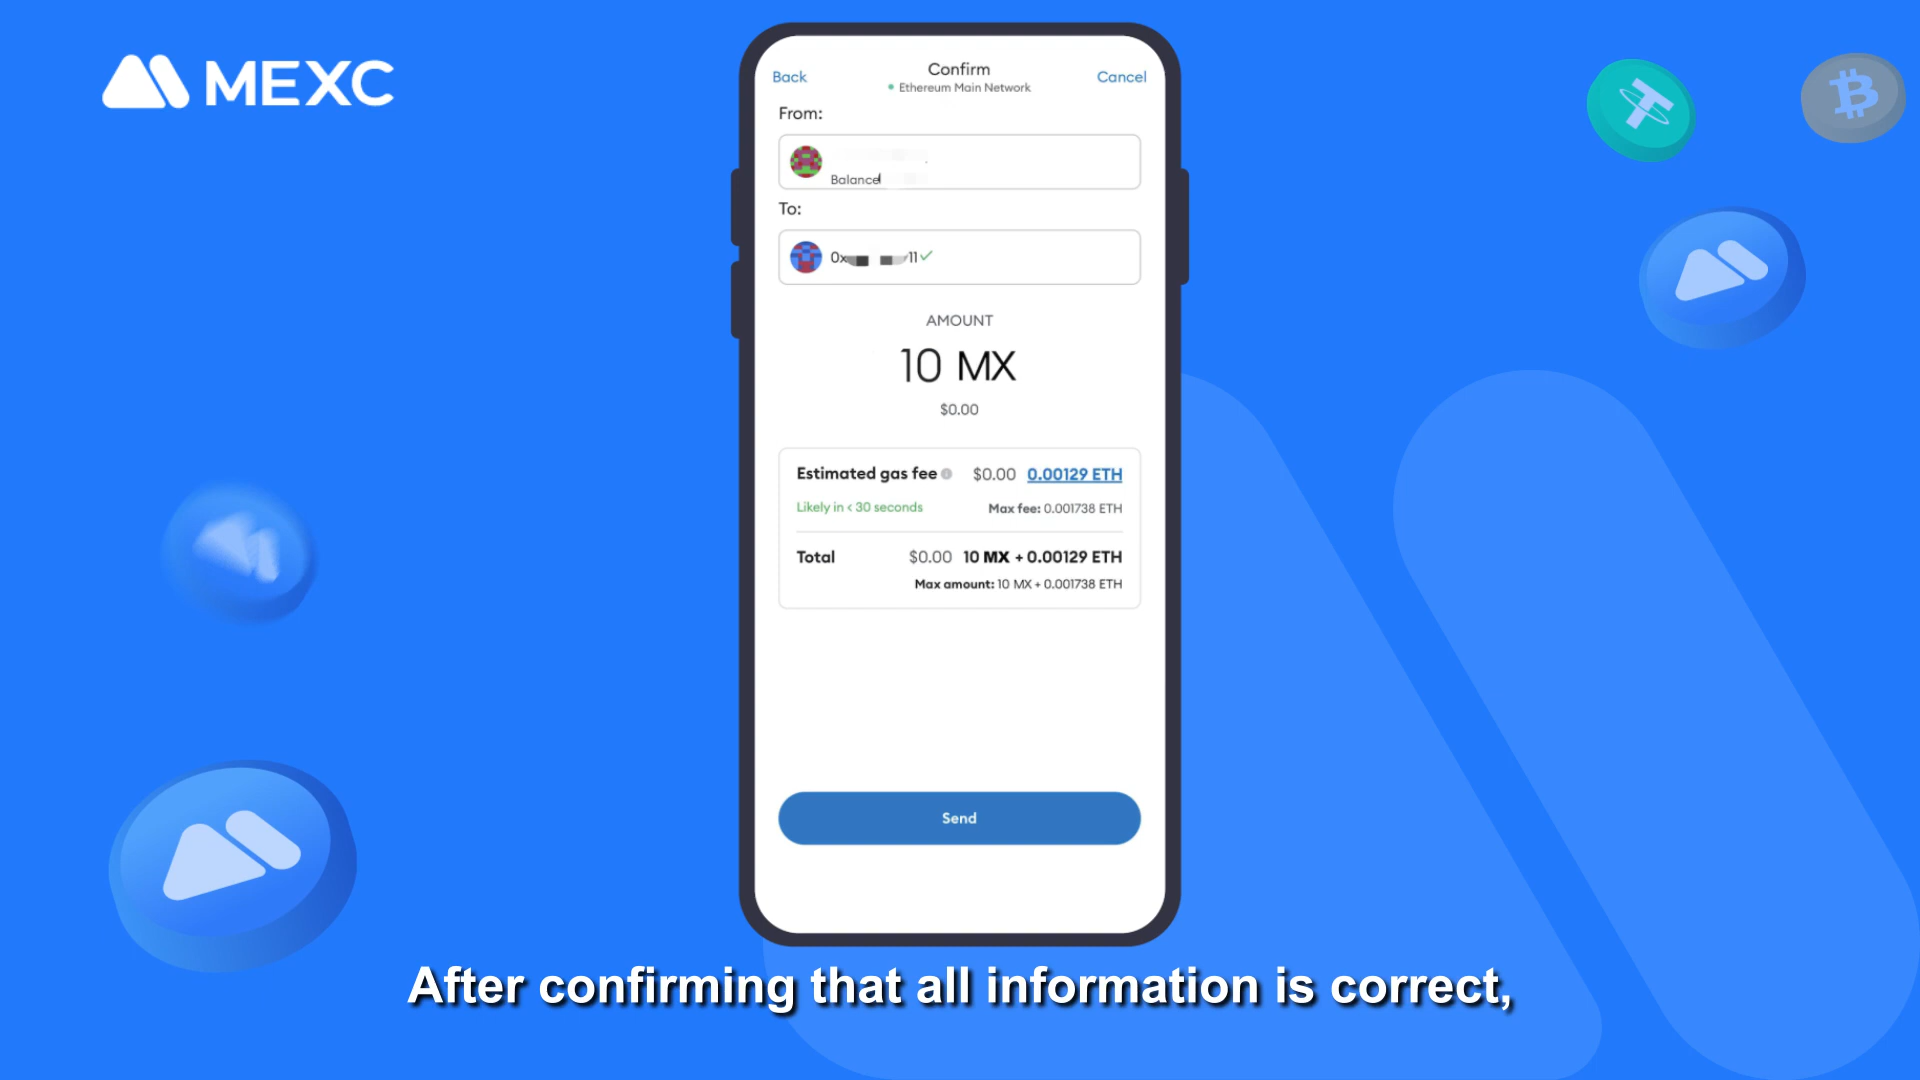 MEXC
Back
Confirm
Cancel
Ethereum Main Network
From:
Balance
To:
0x
11
AMOUNT
10 MX
$0.00
Estimated gas fee $0.00 0.00129 ETH
Likely in < 30 seconds Max fee: 0.001738 ETH
Total $0.00 10 MX + 0.00129 ETH
Max amount: 10 MX + 0.001738 ETH
Send
After confirming that all information is correct,